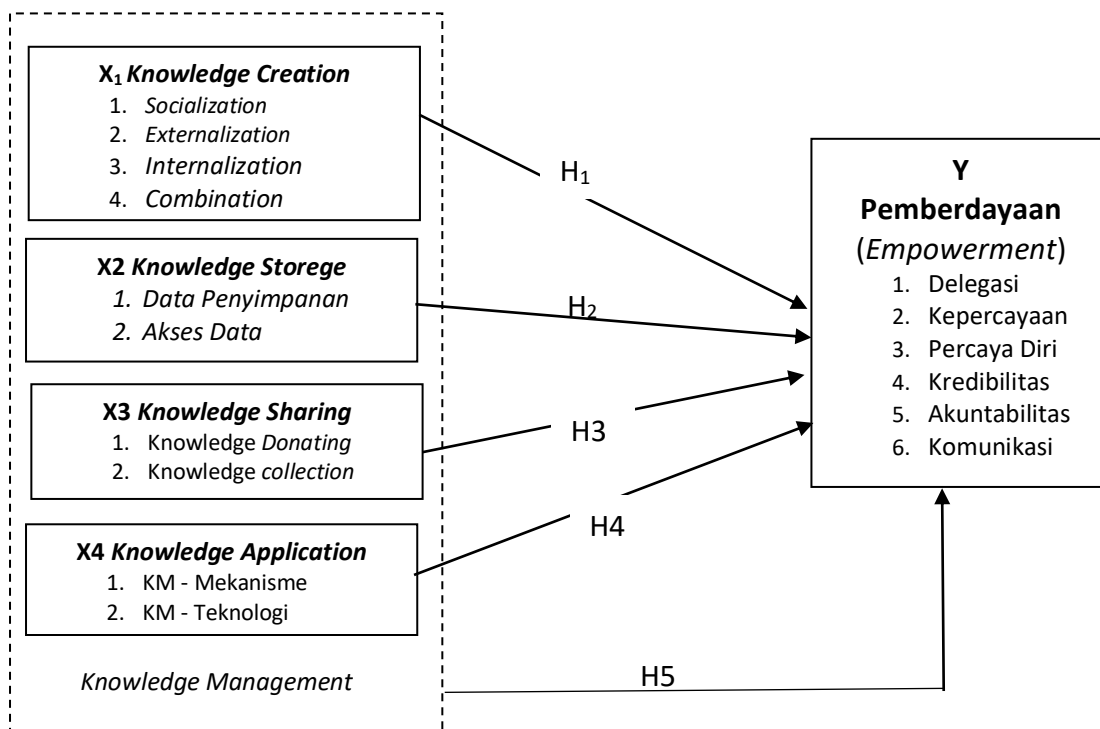 X₁ Knowledge Creation
1. Socialization
2. Externalization
3. Internalization
4. Combination
X2 Knowledge Storege
1. Data Penyimpanan
2. Akses Data
X3 Knowledge Sharing
1. Knowledge Donating
2. Knowledge collection
X4 Knowledge Application
1. KM - Mekanisme
2. KM - Teknologi
Knowledge Management
H₁
H₂
H3
H4
H5
Y
Pemberdayaan
(Empowerment)
1. Delegasi
2. Kepercayaan
3. Percaya Diri
4. Kredibilitas
5. Akuntabilitas
6. Komunikasi